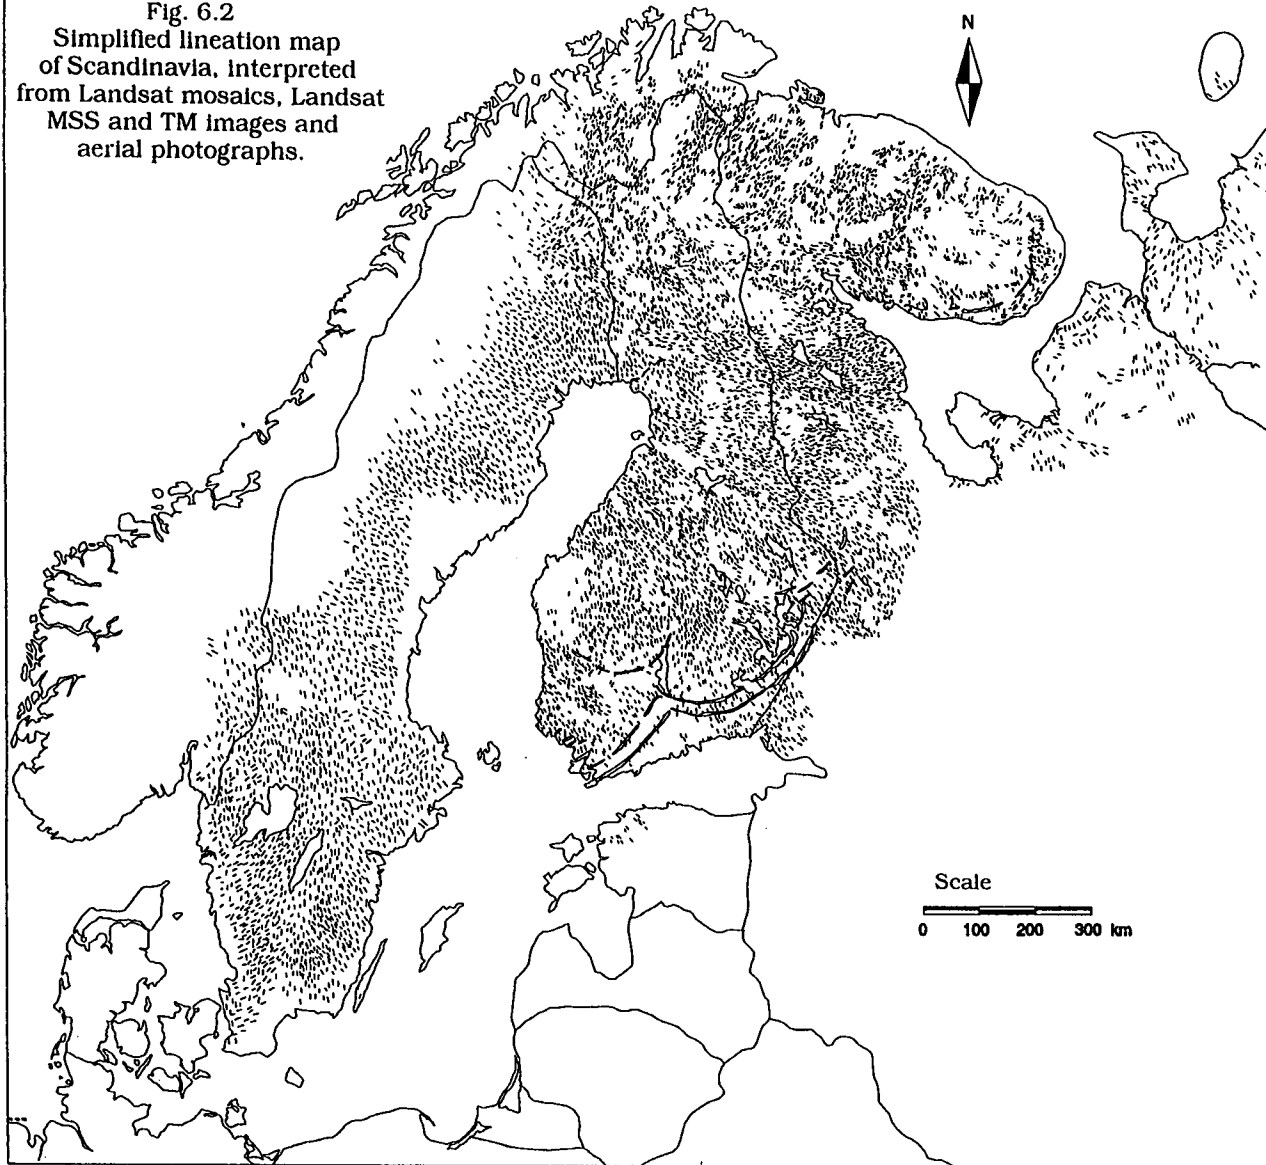 Fig. 6.2
Simplified lineation map
of Scandinavia, interpreted
from Landsat mosaics, Landsat
MSS and TM images and
aerial photographs.
N
Scale
0 100 200 300 km